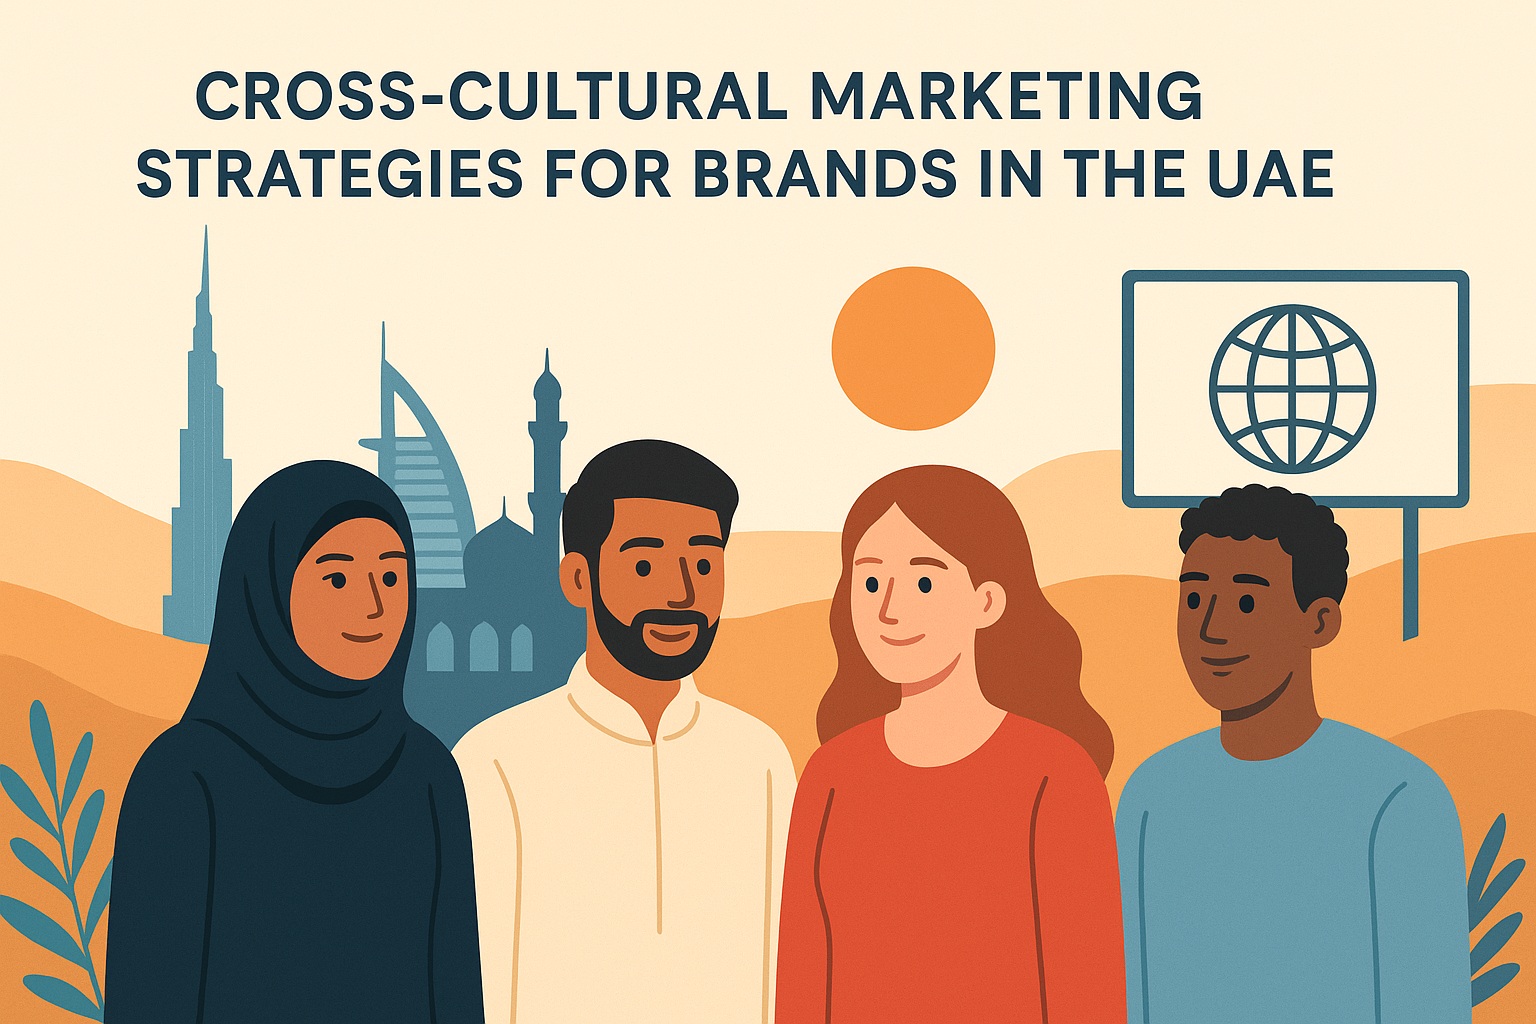 CROSS-CULTURAL MARKETING
STRATEGIES FOR BRANDS IN THE UAE